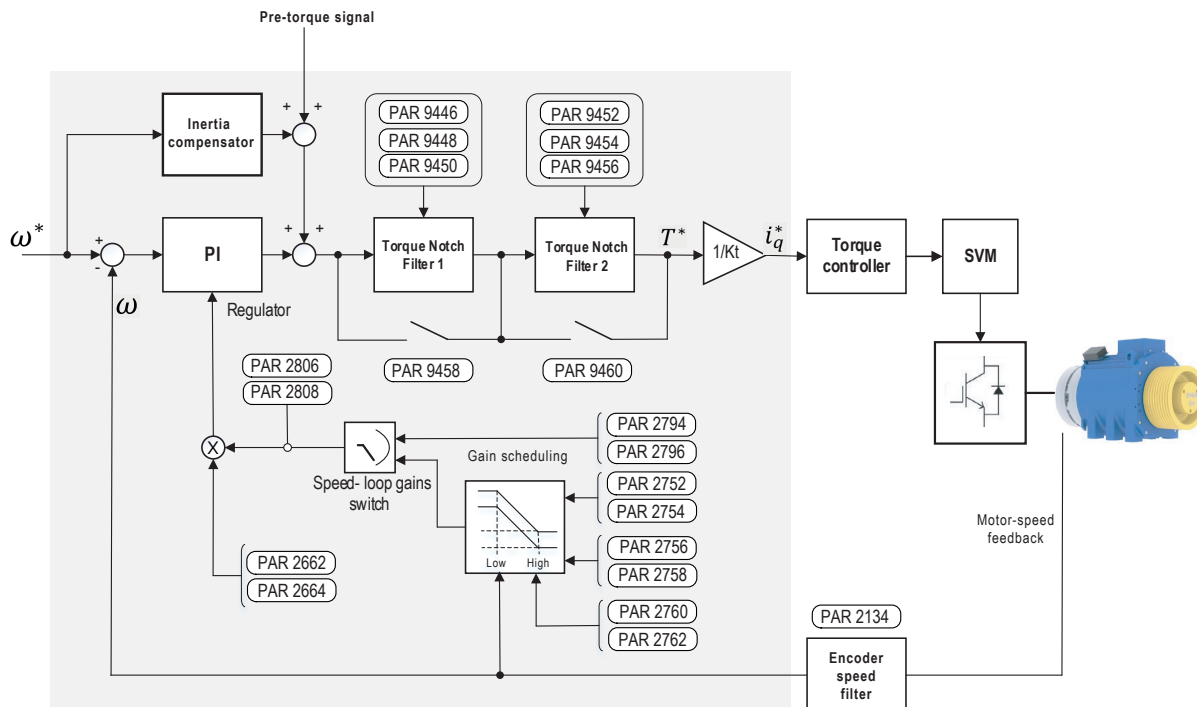 Pre-torque signal
+ +
Inertia
compensator
PAR 9446
PAR 9448
PAR 9450
PAR 9452
PAR 9454
PAR 9456
ω*
+
-
ω
PI
Regulator
+ +
Torque Notch
Filter 1
Torque Notch
Filter 2
T*
1/Kt
i*q
Torque
controller
SVM
PAR 9458
PAR 9460
PAR 2806
PAR 2808
X
Speed- loop gains
switch
Gain scheduling
Low High
PAR 2794
PAR 2796
PAR 2752
PAR 2754
PAR 2756
PAR 2758
PAR 2760
PAR 2762
PAR 2662
PAR 2664
Motor-speed
feedback
PAR 2134
Encoder
speed
filter